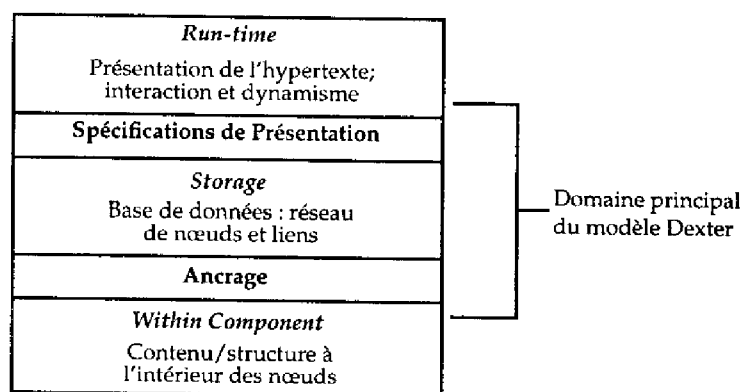 Run-time
Présentation de l'hypertexte;
interaction et dynamisme
Spécifications de Présentation
Storage
Base de données : réseau
de nœuds et liens
Ancrage
Within Component
Contenu/structure à
l'intérieur des nœuds
Domaine principal
du modèle Dexter